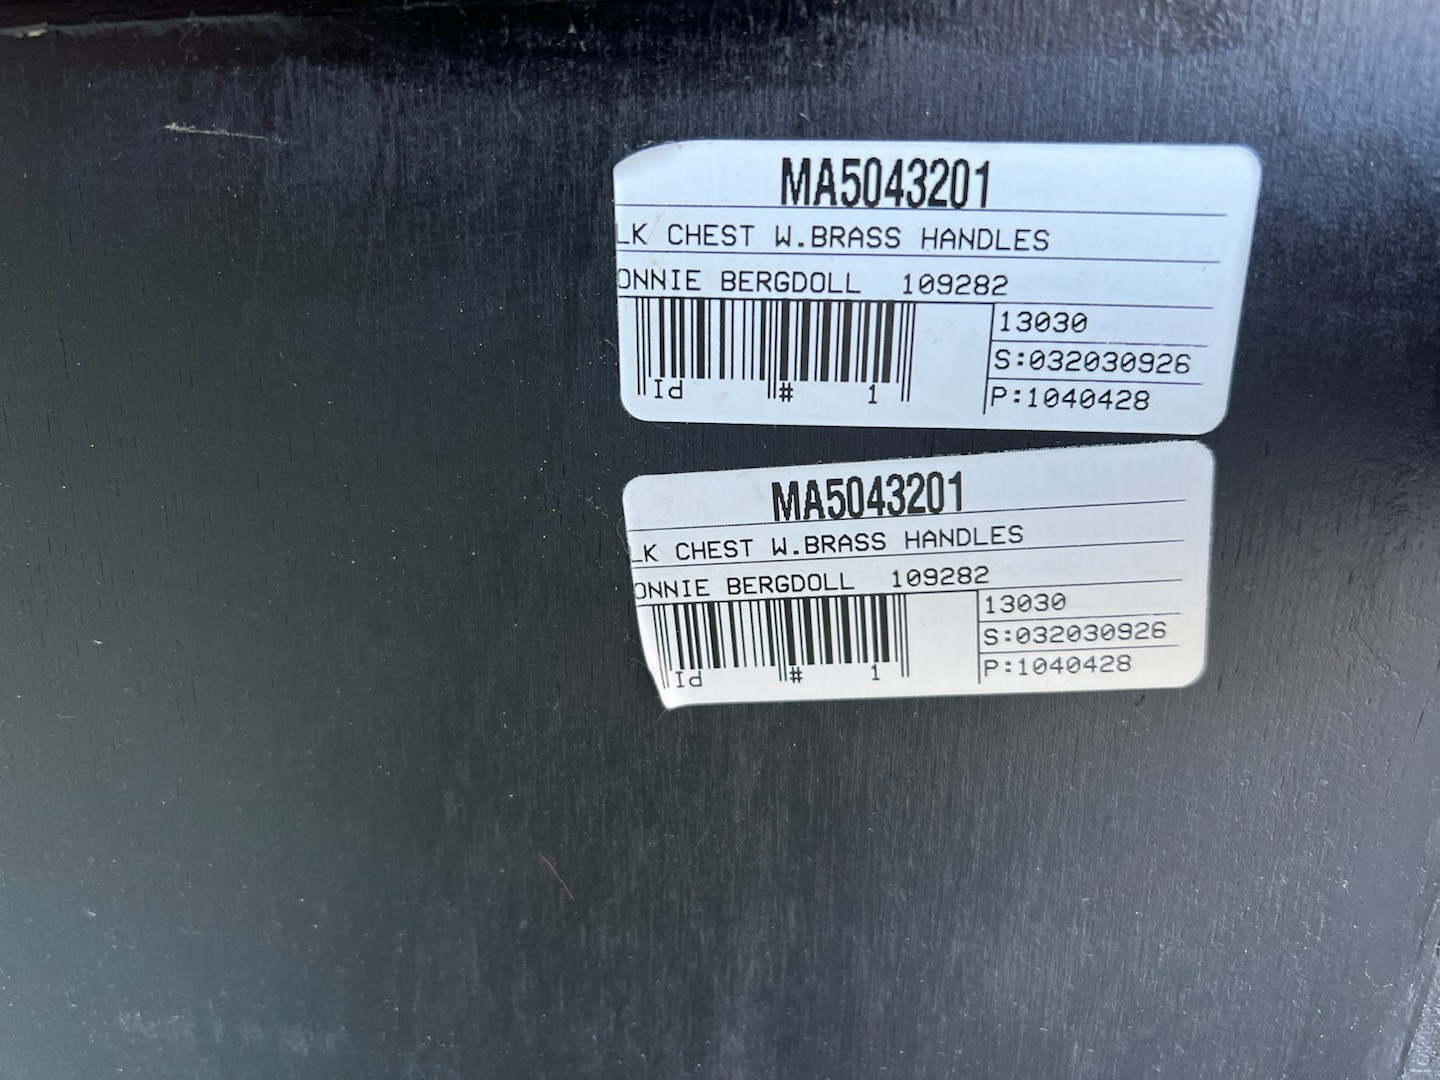 MA5043201
LK CHEST W.BRASS HANDLES
ONNIE BERGDOLL 109282
13030
S:032030926
Id # 1
P:1040428
MA5043201
LK CHEST W.BRASS HANDLES
ONNIE BERGDOLL 109282
13030
S:032030926
Id # 1
P:1040428